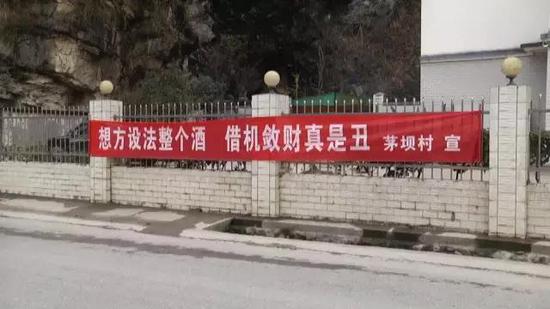 想方设法整个酒 借机敛财真是丑 茅坝村 宣